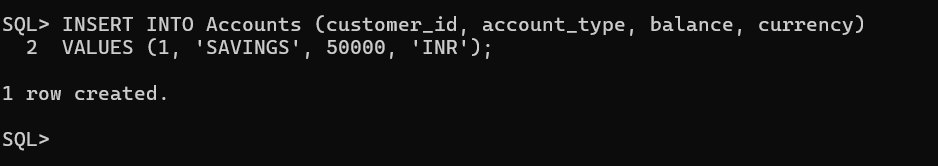 SQL> INSERT INTO Accounts (customer_id, account_type, balance, currency)
  2  VALUES (1, 'SAVINGS', 50000, 'INR');
1 row created.
SQL>